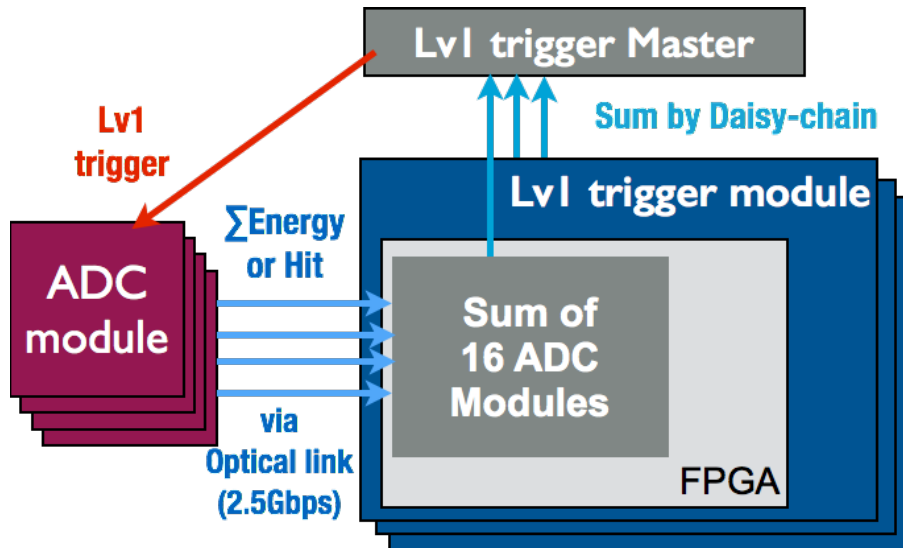 Lv1 trigger Master
Sum by Daisy-chain
Lv1
trigger
Lv1 trigger module
∑Energy
or Hit
ADC
module
Sum of
16 ADC
Modules
via
Optical link
(2.5Gbps)
FPGA